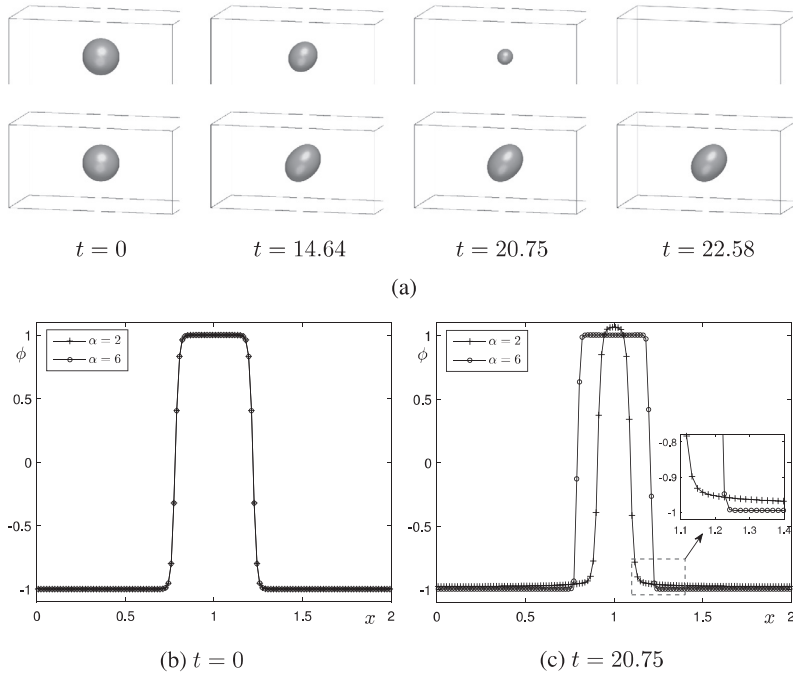 t = 0 t = 14.64 t = 20.75 t = 22.58
(a)
1
0.5
0
-0.5
-1
ϕ
α = 2
α = 6
0 0.5 1 1.5 2
x
(b) t = 0
1
0.5
0
-0.5
-1
ϕ
α = 2
α = 6
-0.8
-0.9
-1
1.1 1.2 1.3 1.4
0 0.5 1 1.5 2
x
(c) t = 20.75